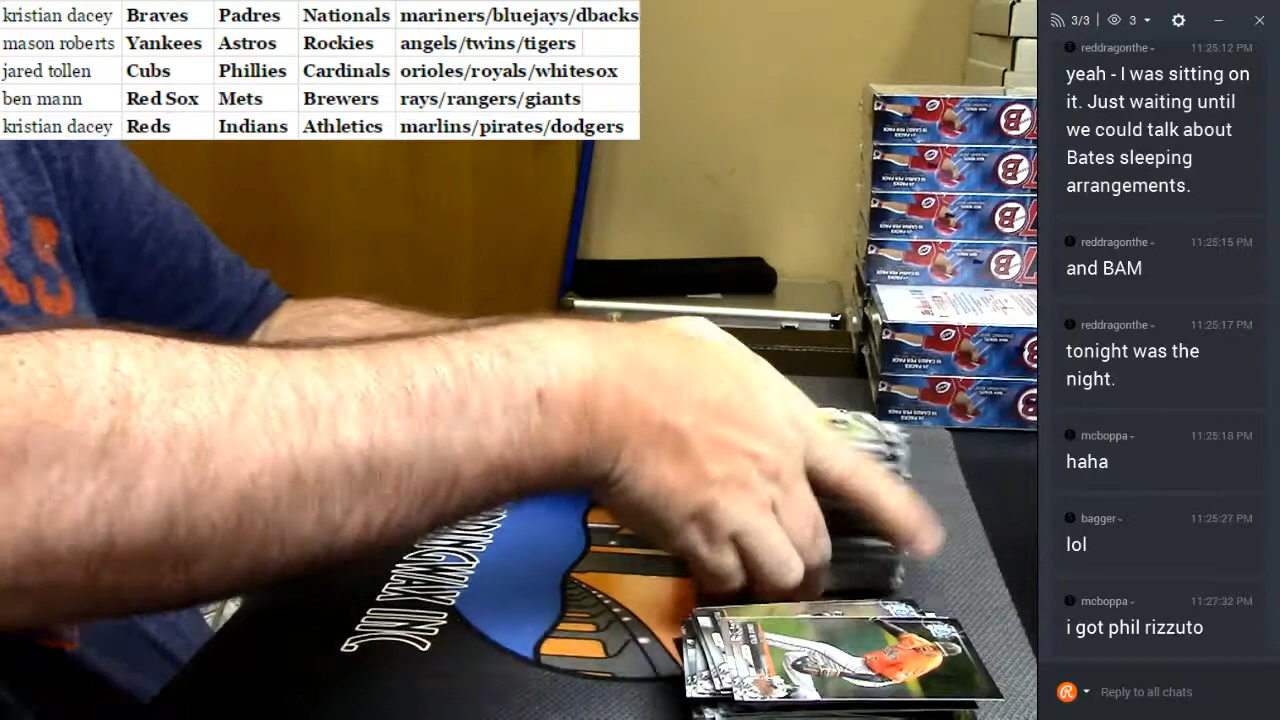 kristian dacey Braves Padres Nationals mariners/bluejays/dbacks
mason roberts Yankees Astros Rockies angels/twins/tigers
jared tollen Cubs Phillies Cardinals orioles/royals/whitesox
ben mann Red Sox Mets Brewers rays/rangers/giants
kristian dacey Reds Indians Athletics marlins/pirates/dodgers
3/3 3
reddragonthe 11:25:12 PM
yeah - I was sitting on
it. Just waiting until
we could talk about
Bates sleeping
arrangements.
reddragonthe 11:25:15 PM
and BAM
reddragonthe 11:25:17 PM
tonight was the
night.
mcboppa 11:25:18 PM
haha
bagger 11:25:27 PM
lol
mcboppa 11:27:32 PM
i got phil rizzuto
Reply to all chats
INC
B
B
B
B